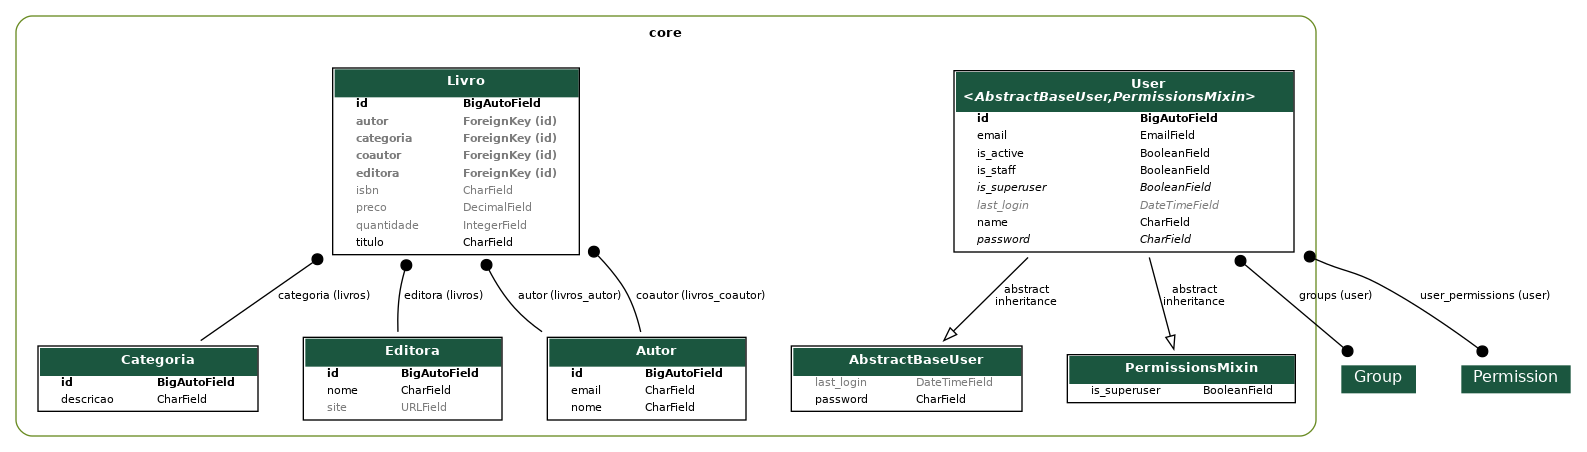 core
Livro
id BigAutoField
autor ForeignKey (id)
categoria ForeignKey (id)
coautor ForeignKey (id)
editora ForeignKey (id)
isbn CharField
preco DecimalField
quantidade IntegerField
titulo CharField
User
<AbstractBaseUser,PermissionsMixin>
id BigAutoField
email EmailField
is_active BooleanField
is_staff BooleanField
is_superuser BooleanField
last_login DateTimeField
name CharField
password CharField
categoria (livros)
editora (livros)
autor (livros_autor)
coautor (livros_coautor)
abstract
inheritance
abstract
inheritance
groups (user)
user_permissions (user)
Categoria
id BigAutoField
descricao CharField
Editora
id BigAutoField
nome CharField
site URLField
Autor
id BigAutoField
email CharField
nome CharField
AbstractBaseUser
last_login DateTimeField
password CharField
PermissionsMixin
is_superuser BooleanField
Group
Permission